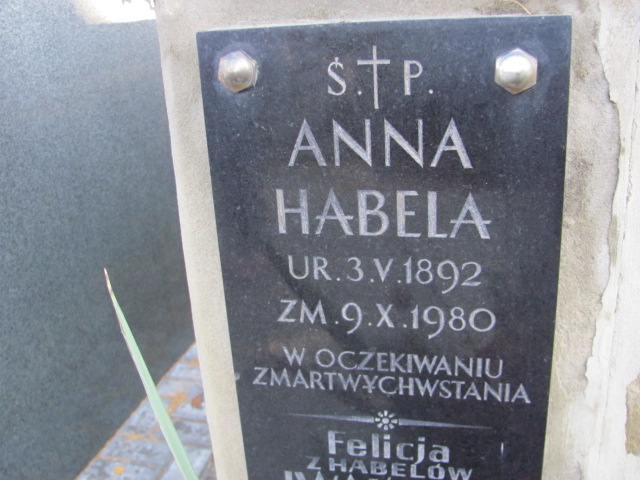 Ś. P.
ANNA
HABELA
UR. 3.V.1892
ZM. 9.X.1980
W OCZEKIWANIU
ZMARTWYCHWSTANIA
Felicja
Z HABELÓW